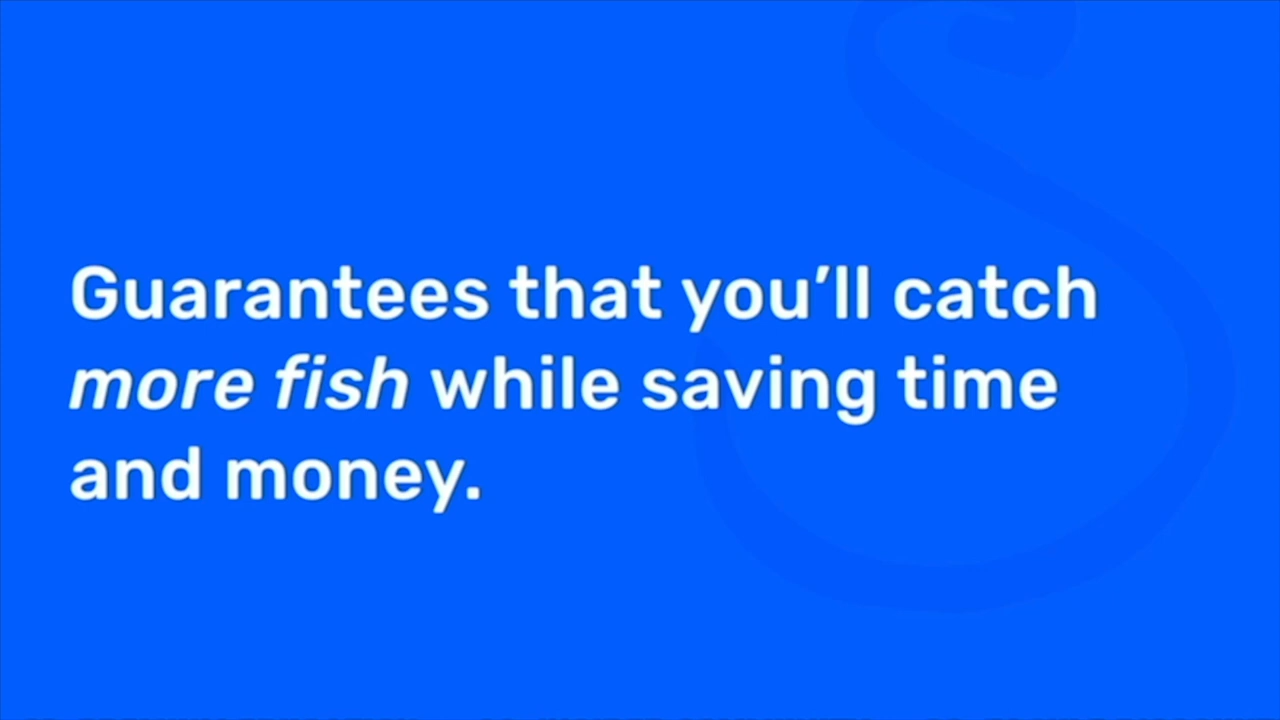 Guarantees that you’ll catch
more fish while saving time
and money.